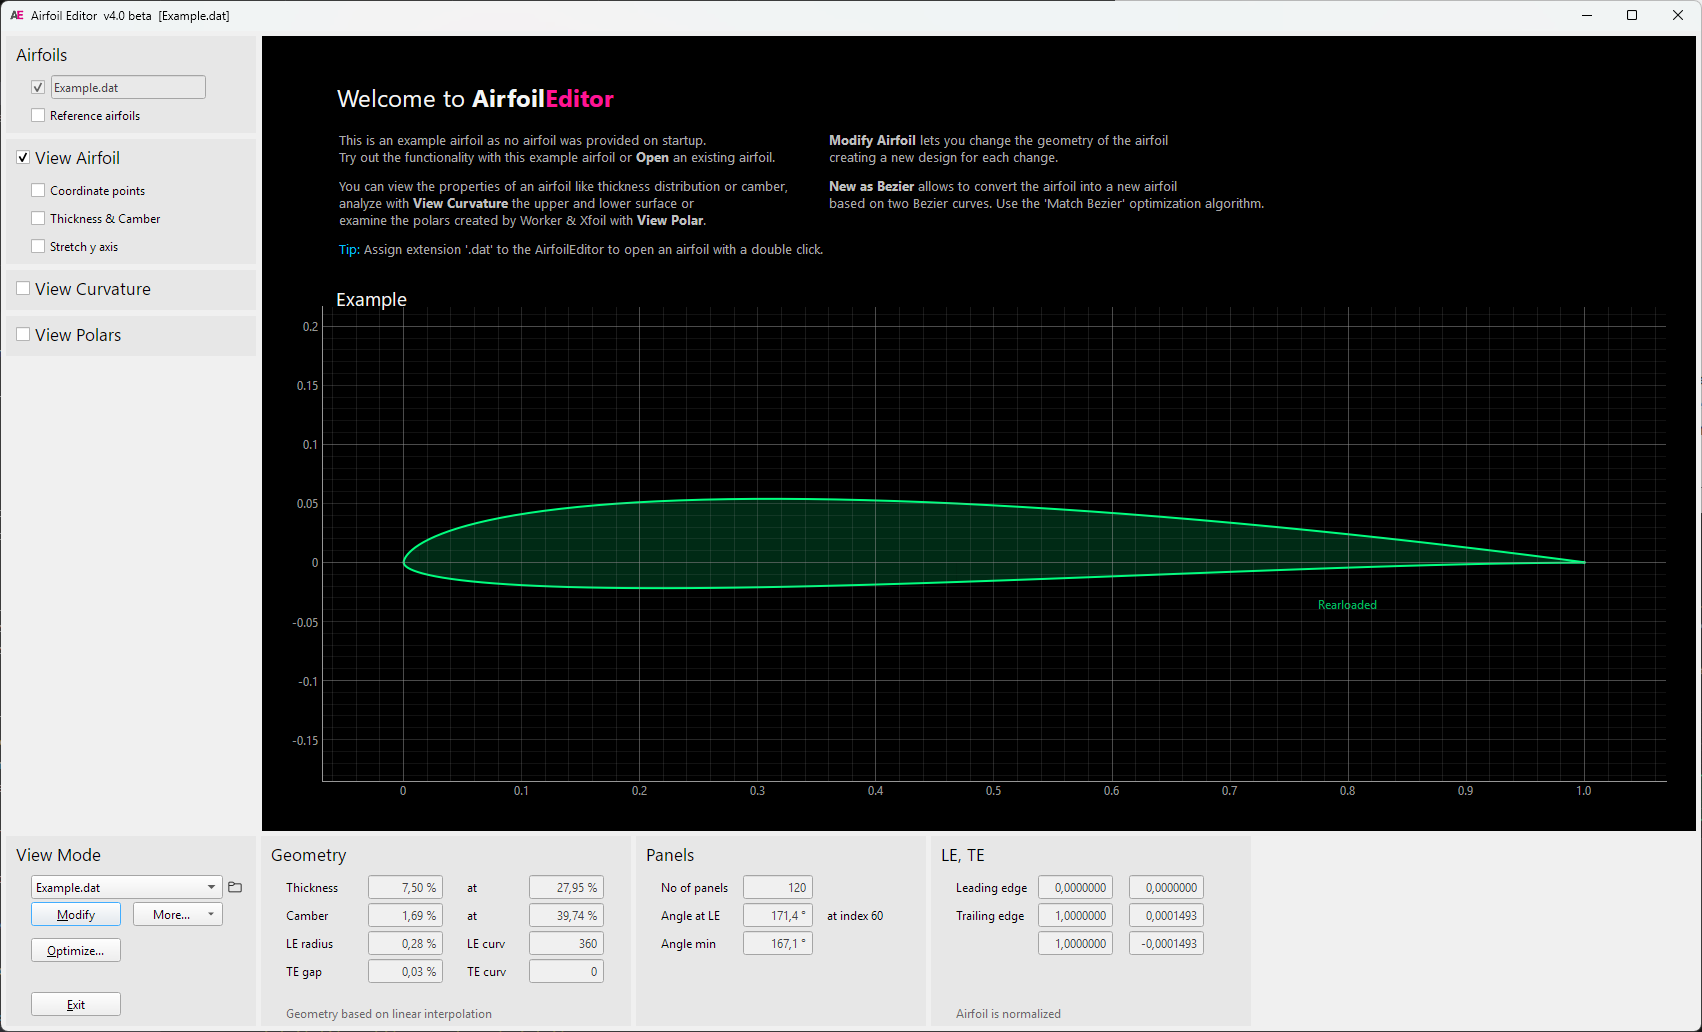 AE Airfoil Editor v4.0 beta [Example.dat]
Airfoils
Example.dat
Reference airfoils
View Airfoil
Coordinate points
Thickness & Camber
Stretch y axis
View Curvature
View Polars
Welcome to AirfoilEditor
This is an example airfoil as no airfoil was provided on startup.
Try out the functionality with this example airfoil or Open an existing airfoil.
You can view the properties of an airfoil like thickness distribution or camber,
analyze with View Curvature the upper and lower surface or
examine the polars created by Worker & Xfoil with View Polar.
Tip: Assign extension '.dat' to the AirfoilEditor to open an airfoil with a double click.
Modify Airfoil lets you change the geometry of the airfoil
creating a new design for each change.
New as Bezier allows to convert the airfoil into a new airfoil
based on two Bezier curves. Use the 'Match Bezier' optimization algorithm.
Example
0.2
0.15
0.1
0.05
0
-0.05
-0.1
-0.15
Rearloaded
0 0.1 0.2 0.3 0.4 0.5 0.6 0.7 0.8 0.9 1.0
View Mode
Example.dat
Modify More...
Optimize...
Exit
Geometry
Thickness 7,50 % at 27,95 %
Camber 1,69 % at 39,74 %
LE radius 0,28 % LE curv 360
TE gap 0,03 % TE curv 0
Geometry based on linear interpolation
Panels
No of panels 120
Angle at LE 171,4 ° at index 60
Angle min 167,1 °
LE, TE
Leading edge 0,0000000 0,0000000
Trailing edge 1,0000000 0,0001493
1,0000000 -0,0001493
Airfoil is normalized